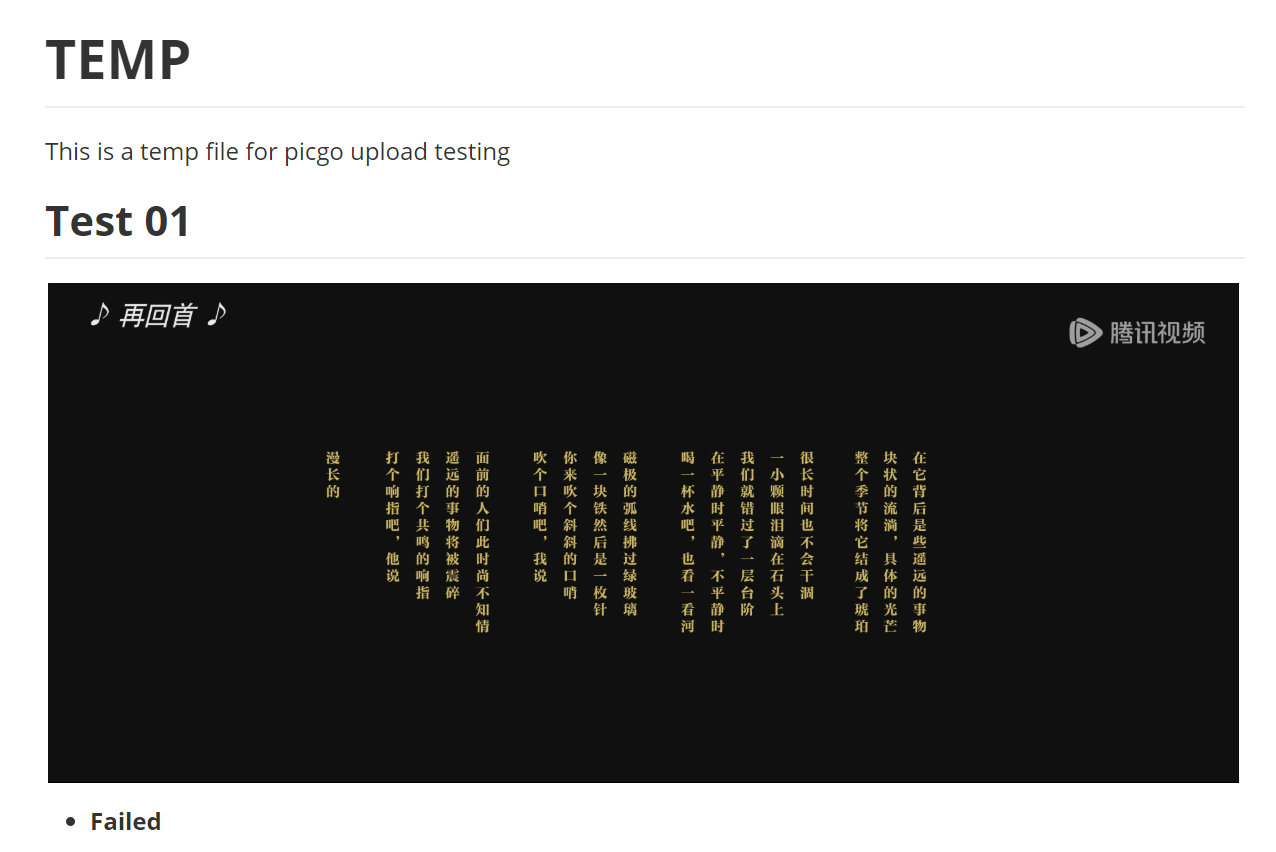 TEMP
This is a temp file for picgo upload testing
Test 01
♪ 再回首 ♪
腾讯视频
漫长的
打个响指吧，他说
我们打个共鸣的响指
遥远的事物将被震碎
面前的人们此时尚不知情
吹个口哨吧，我说
你来吹个斜斜的口哨
像一块铁然后是一枚针
磁极的弧线拂过绿玻璃
喝一杯水吧，也看一看河
在平静时平静，不平静时
我们就错过了一层台阶
一小颗眼泪滴在石头上
很长时间也不会干涸
整个季节将它结成了琥珀
块状的流淌，具体的光芒
在它背后是些遥远的事物
Failed